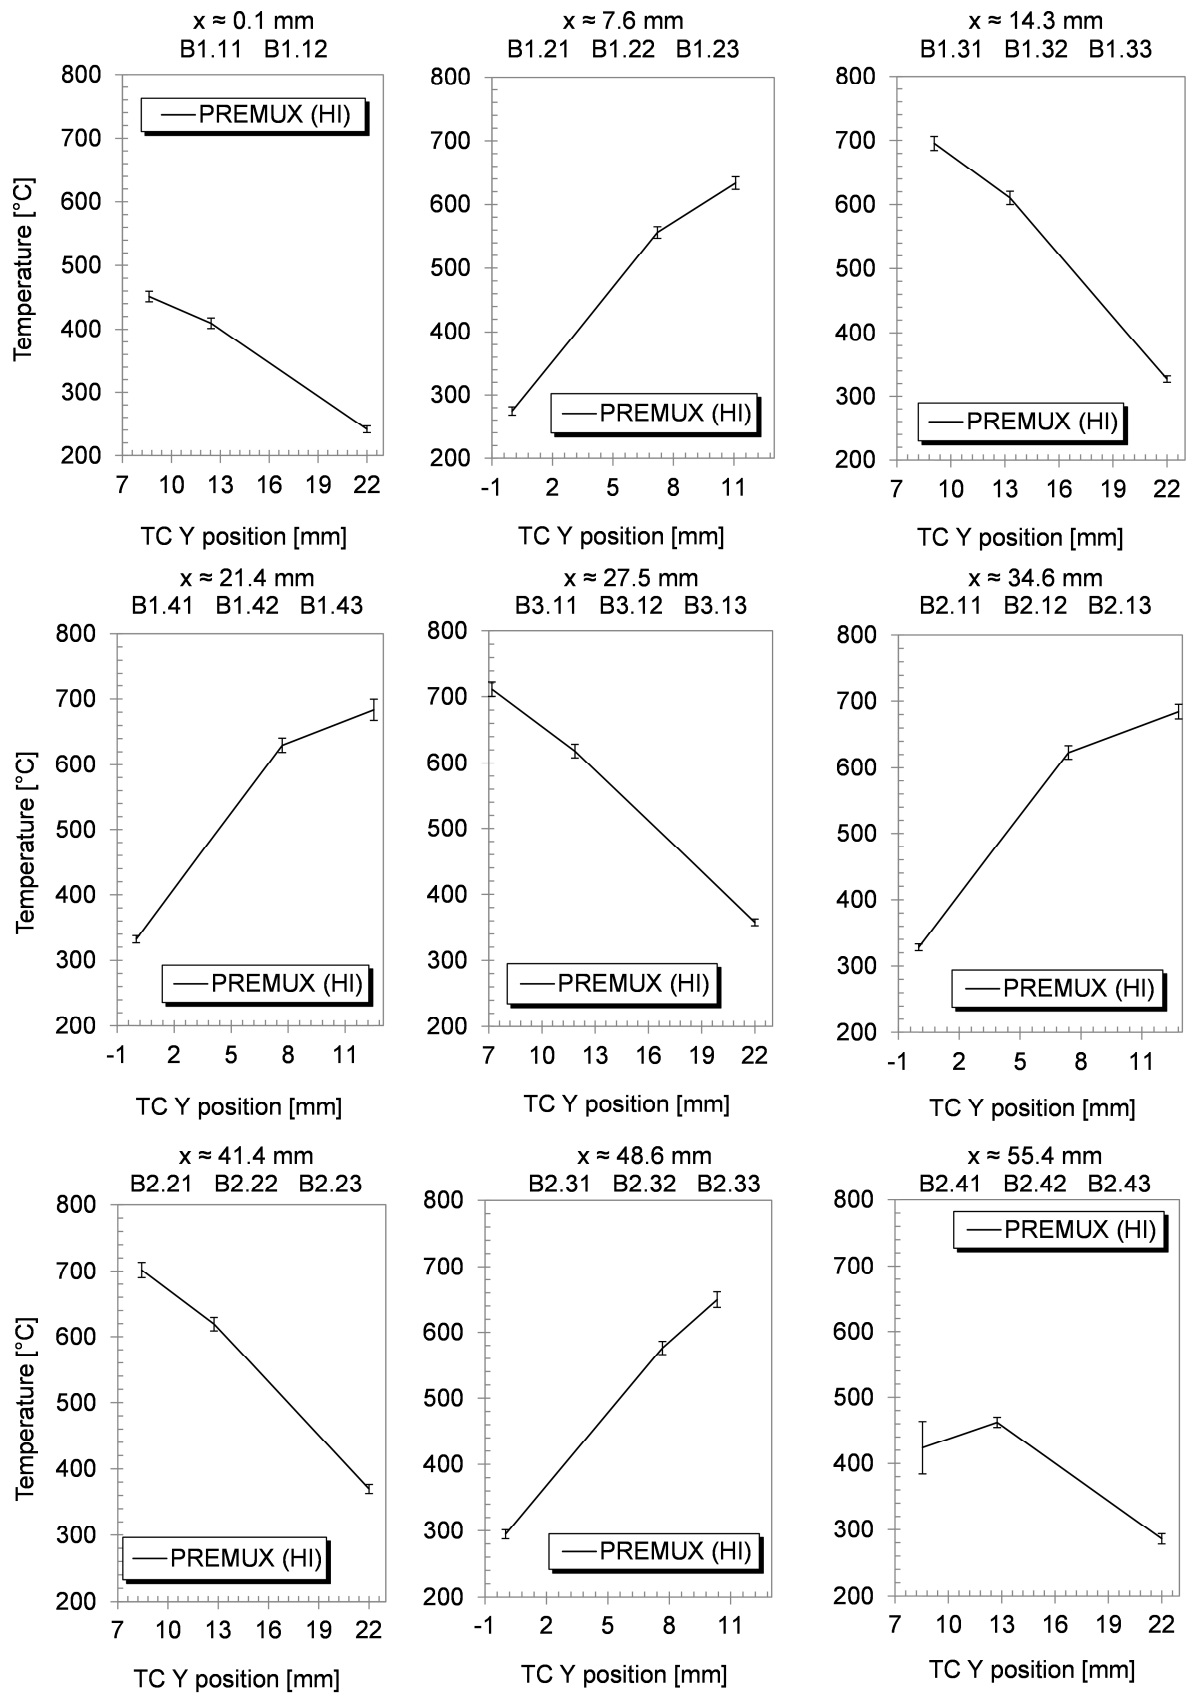 x ≈ 0.1 mm
B1.11 B1.12
800
700
600
500
400
300
200
Temperature [°C]
PREMUX (HI)
7 10 13 16 19 22
TC Y position [mm]
x ≈ 7.6 mm
B1.21 B1.22 B1.23
800
700
600
500
400
300
200
PREMUX (HI)
-1 2 5 8 11
TC Y position [mm]
x ≈ 14.3 mm
B1.31 B1.32 B1.33
800
700
600
500
400
300
200
PREMUX (HI)
7 10 13 16 19 22
TC Y position [mm]
x ≈ 21.4 mm
B1.41 B1.42 B1.43
800
700
600
500
400
300
200
Temperature [°C]
PREMUX (HI)
-1 2 5 8 11
TC Y position [mm]
x ≈ 27.5 mm
B3.11 B3.12 B3.13
800
700
600
500
400
300
200
PREMUX (HI)
7 10 13 16 19 22
TC Y position [mm]
x ≈ 34.6 mm
B2.11 B2.12 B2.13
800
700
600
500
400
300
200
PREMUX (HI)
-1 2 5 8 11
TC Y position [mm]
x ≈ 41.4 mm
B2.21 B2.22 B2.23
800
700
600
500
400
300
200
Temperature [°C]
PREMUX (HI)
7 10 13 16 19 22
TC Y position [mm]
x ≈ 48.6 mm
B2.31 B2.32 B2.33
800
700
600
500
400
300
200
PREMUX (HI)
-1 2 5 8 11
TC Y position [mm]
x ≈ 55.4 mm
B2.41 B2.42 B2.43
800
700
600
500
400
300
200
PREMUX (HI)
7 10 13 16 19 22
TC Y position [mm]